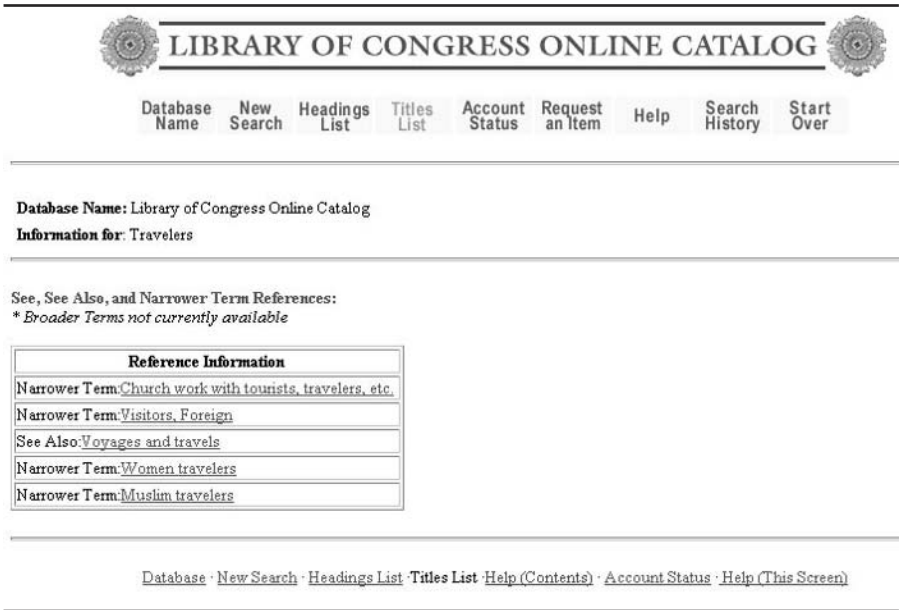 LIBRARY OF CONGRESS ONLINE CATALOG
Database Name New Search Headings List Titles List Account Status Request an Item Help Search History Start Over
Database Name: Library of Congress Online Catalog
Information for: Travelers
See, See Also, and Narrower Term References:
* Broader Terms not currently available
Reference Information
Narrower Term:Church work with tourists, travelers, etc.
Narrower Term:Visitors, Foreign
See Also:Voyages and travels
Narrower Term:Women travelers
Narrower Term:Muslim travelers
Database · New Search · Headings List ·Titles List ·Help (Contents) · Account Status · Help (This Screen)